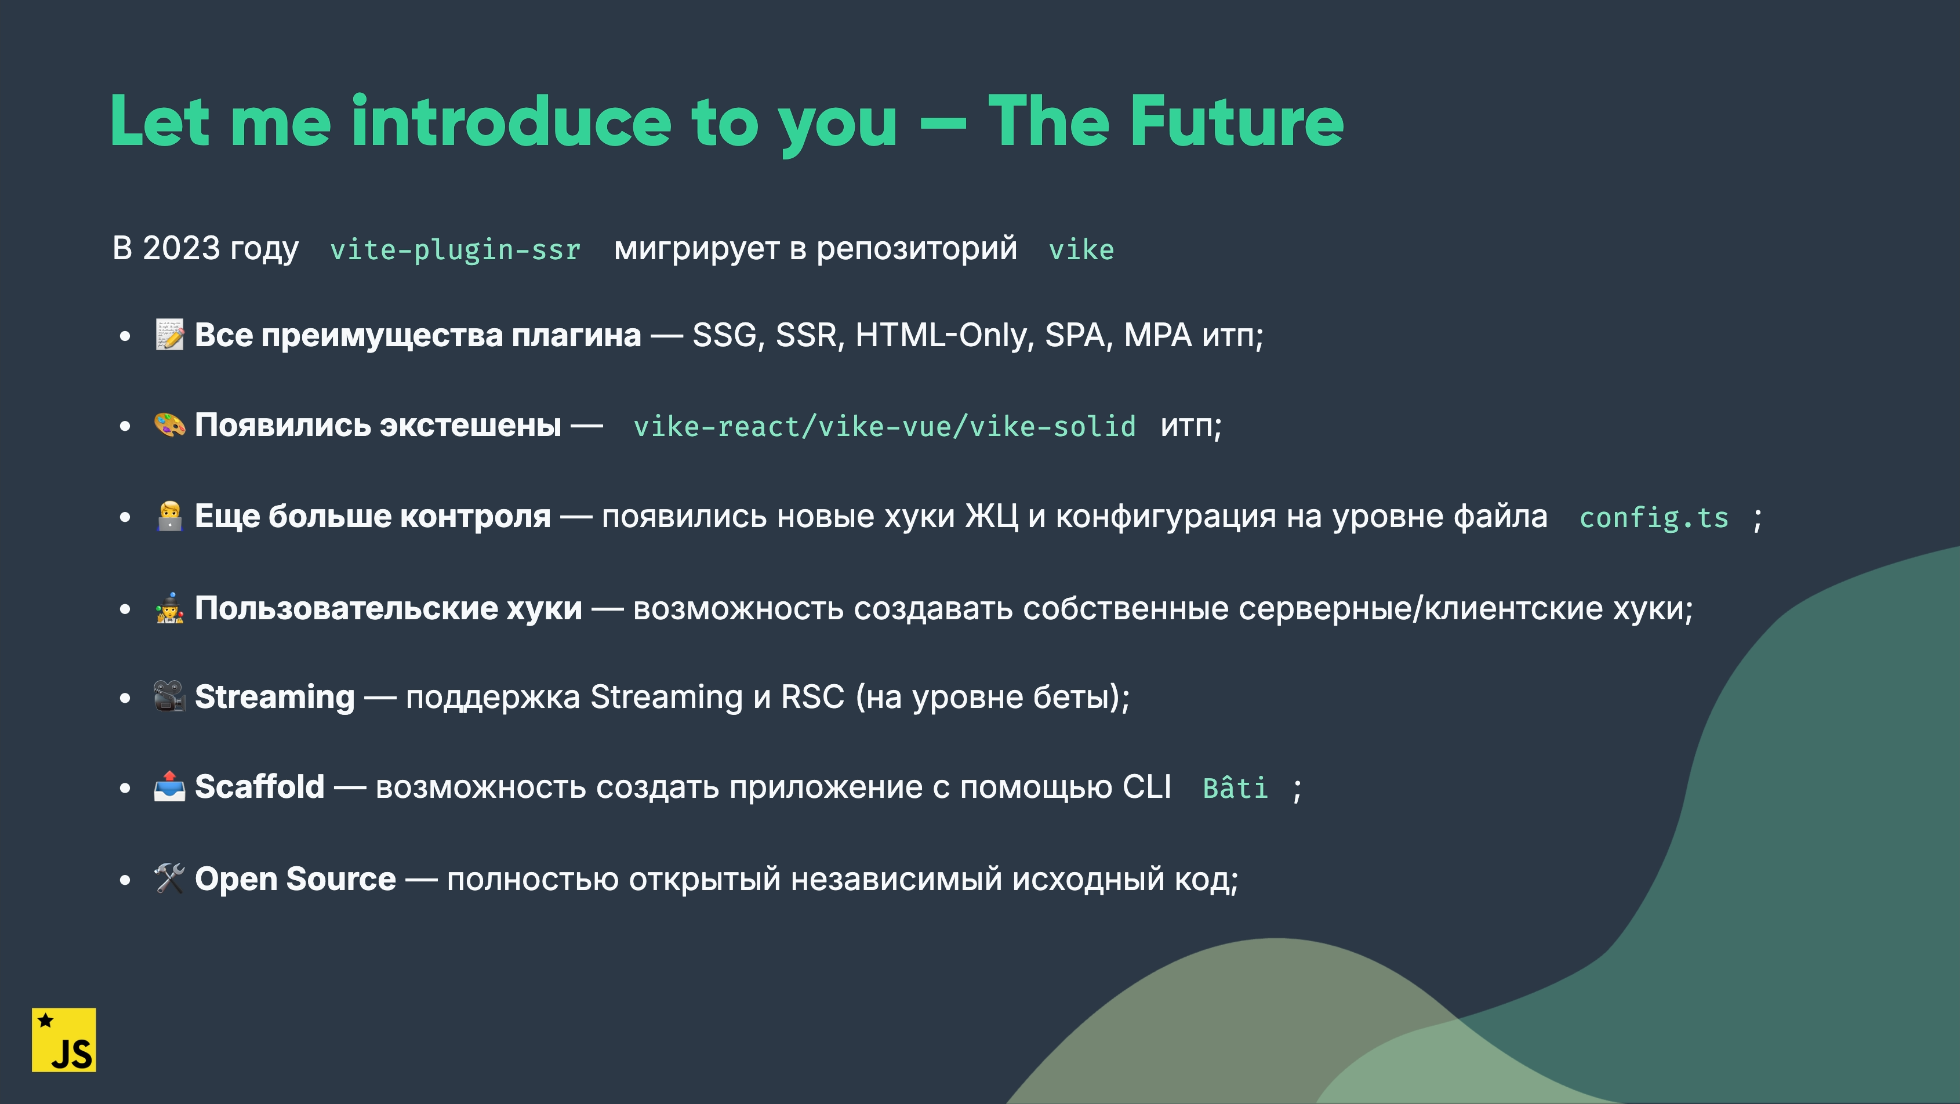 Let me introduce to you — The Future
В 2023 году vite-plugin-ssr мигрирует в репозиторий vike
• 📝 Все преимущества плагина — SSG, SSR, HTML-Only, SPA, MPA итп;
• 🎨 Появились экстешены — vike-react/vike-vue/vike-solid итп;
• 👨‍💻 Еще больше контроля — появились новые хуки ЖЦ и конфигурация на уровне файла config.ts ;
• 🤹 Пользовательские хуки — возможность создавать собственные серверные/клиентские хуки;
• 🎥 Streaming — поддержка Streaming и RSC (на уровне беты);
• 📤 Scaffold — возможность создать приложение с помощью CLI Bâti ;
• 🛠 Open Source — полностью открытый независимый исходный код;
JS